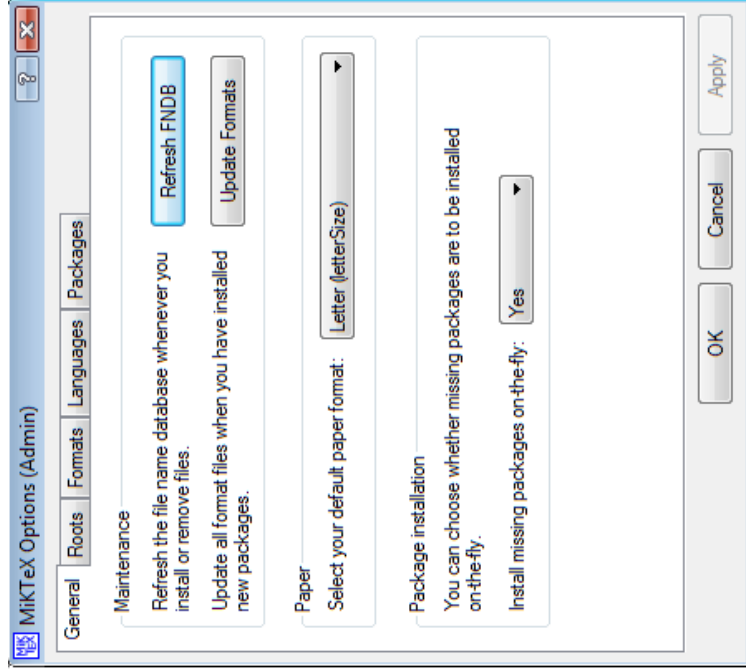 MiKTeX Options (Admin)
General Roots Formats Languages Packages
Maintenance
Refresh the file name database whenever you
install or remove files.
Refresh FNDB
Update all format files when you have installed
new packages.
Update Formats
Paper
Select your default paper format:
Letter (letterSize)
Package installation
You can choose whether missing packages are to be installed
on-the-fly.
Install missing packages on-the-fly:
Yes
OK Cancel Apply